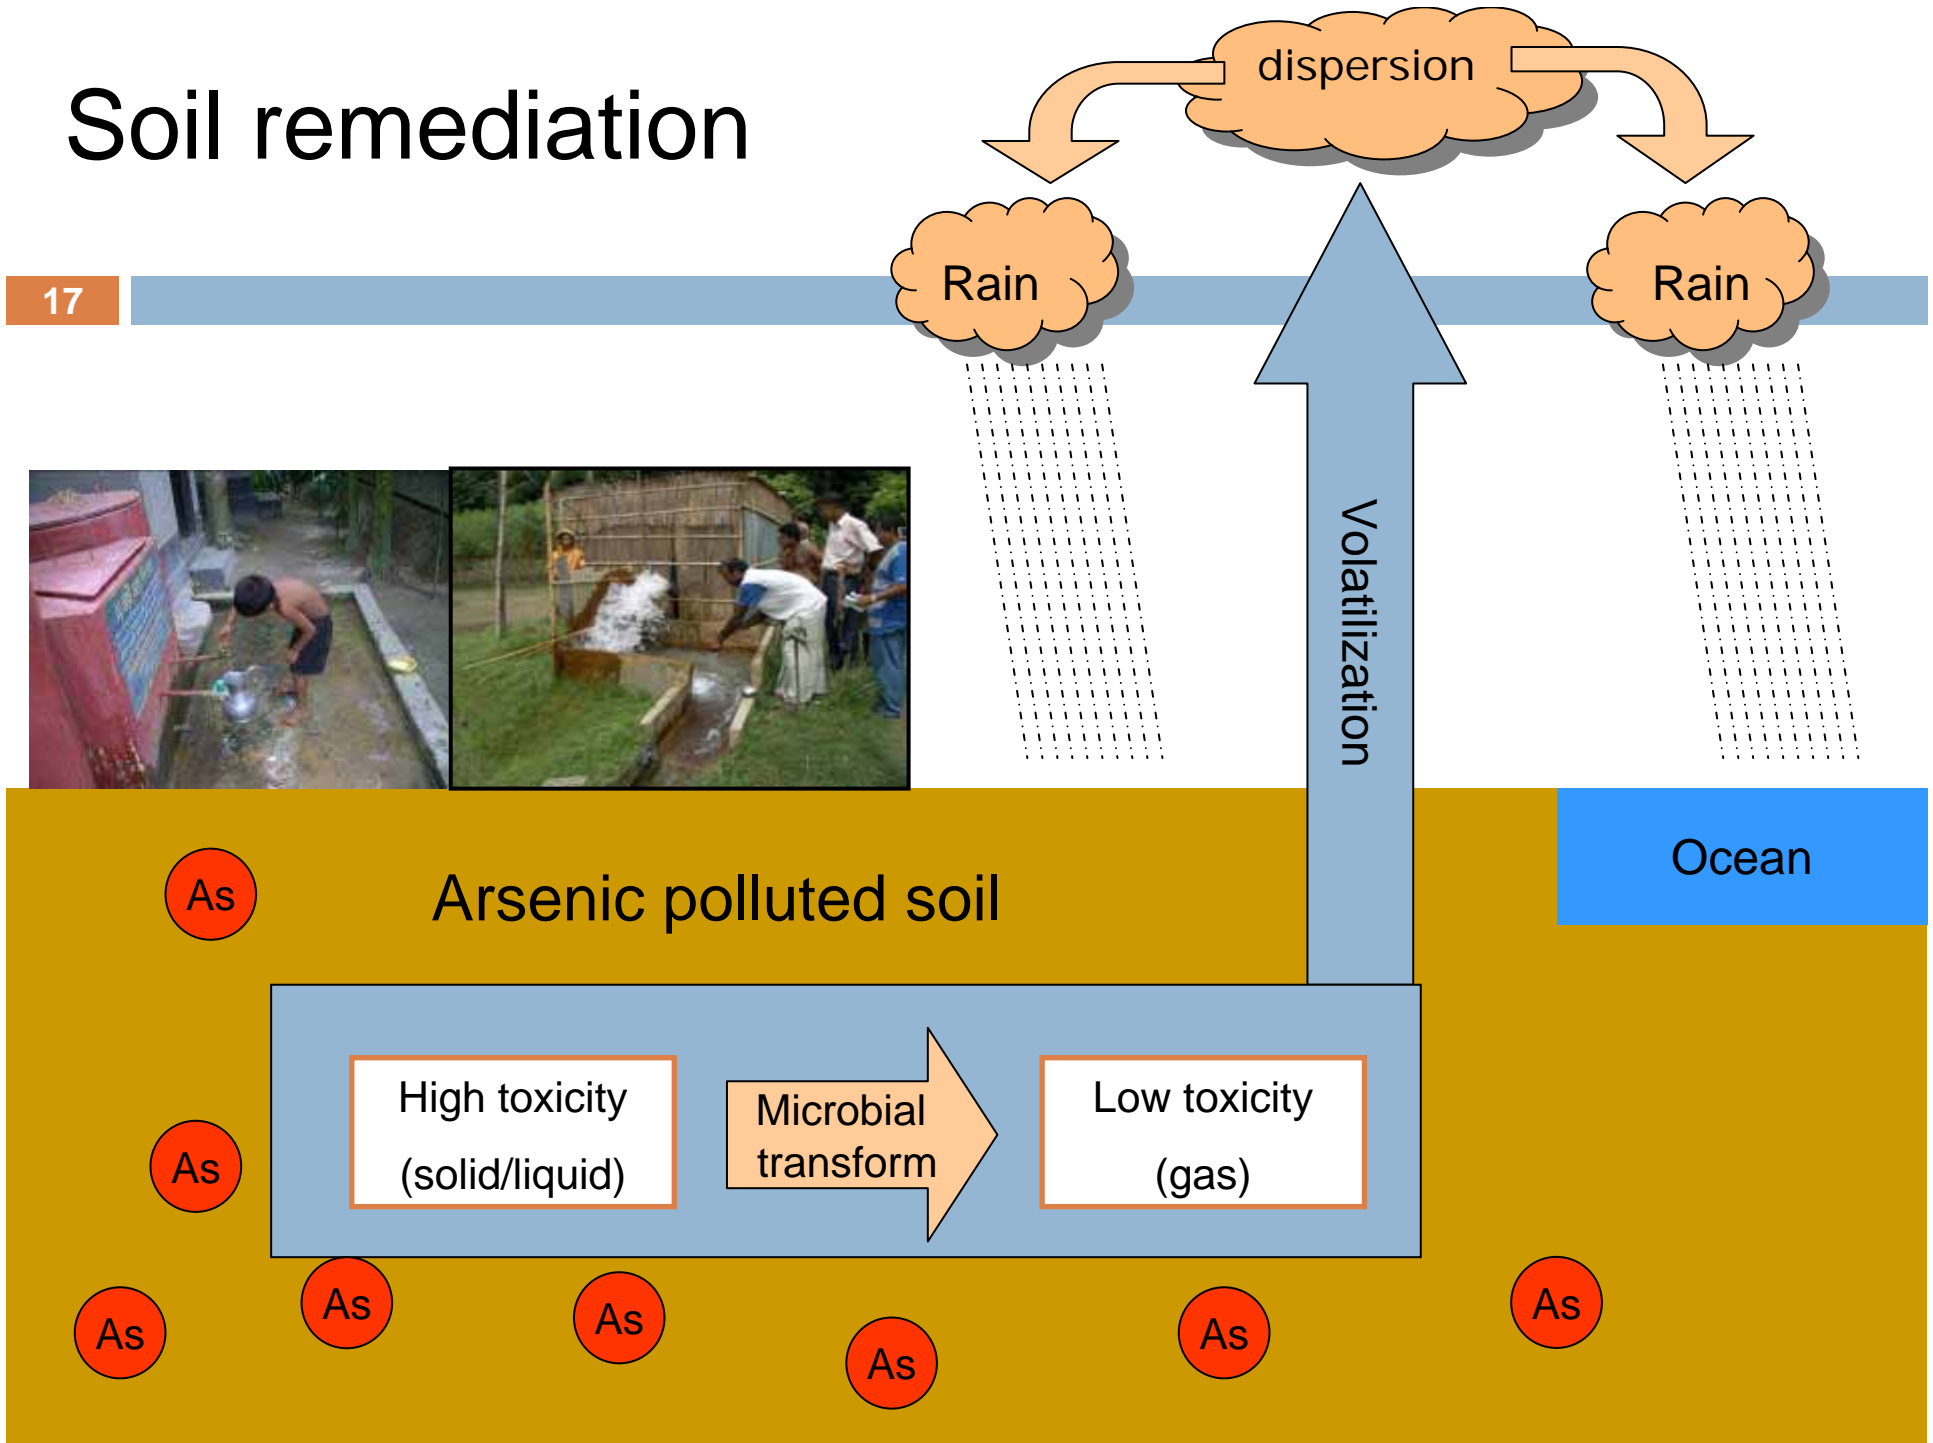 Soil remediation
dispersion
17
Rain
Rain
Volatilization
Ocean
As
Arsenic polluted soil
High toxicity
(solid/liquid)
Microbial
transform
Low toxicity
(gas)
As
As
As
As
As
As
As